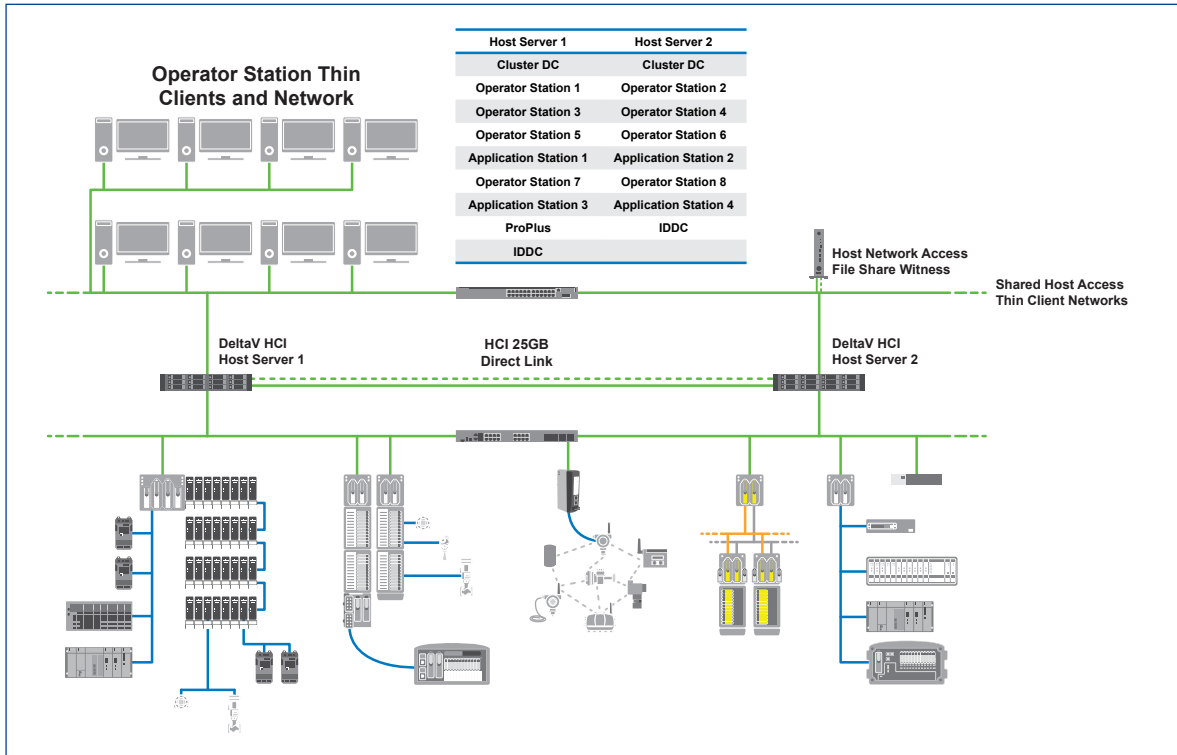 Operator Station Thin
Clients and Network
Host Server 1 Host Server 2
Cluster DC Cluster DC
Operator Station 1 Operator Station 2
Operator Station 3 Operator Station 4
Operator Station 5 Operator Station 6
Application Station 1 Application Station 2
Operator Station 7 Operator Station 8
Application Station 3 Application Station 4
ProPlus IDDC
IDDC
Host Network Access
File Share Witness
Shared Host Access
Thin Client Networks
DeltaV HCI
Host Server 1
HCI 25GB
Direct Link
DeltaV HCI
Host Server 2